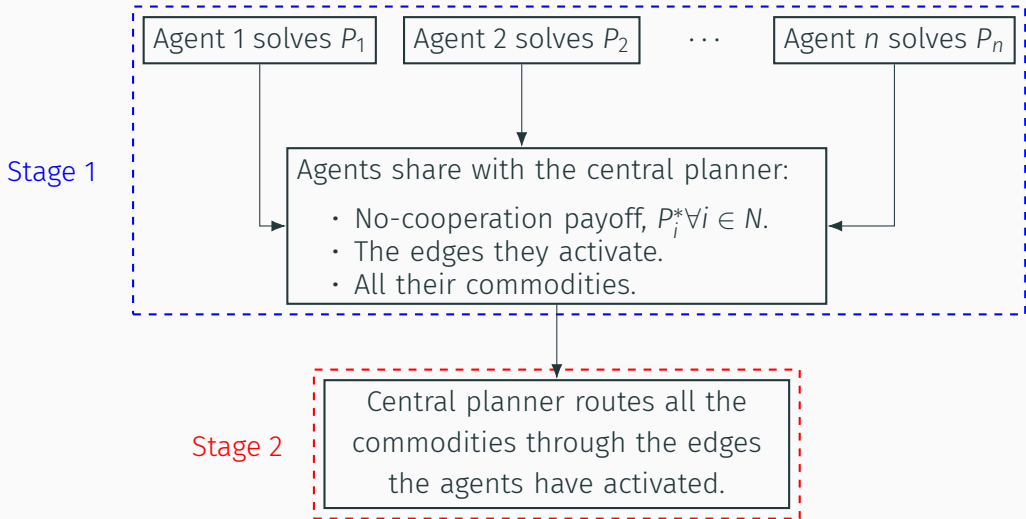 Agent 1 solves P₁
Agent 2 solves P₂
···
Agent n solves Pₙ
Stage 1
Agents share with the central planner:
· No-cooperation payoff, Pᵢ*∀i ∈ N.
· The edges they activate.
· All their commodities.
Stage 2
Central planner routes all the
commodities through the edges
the agents have activated.